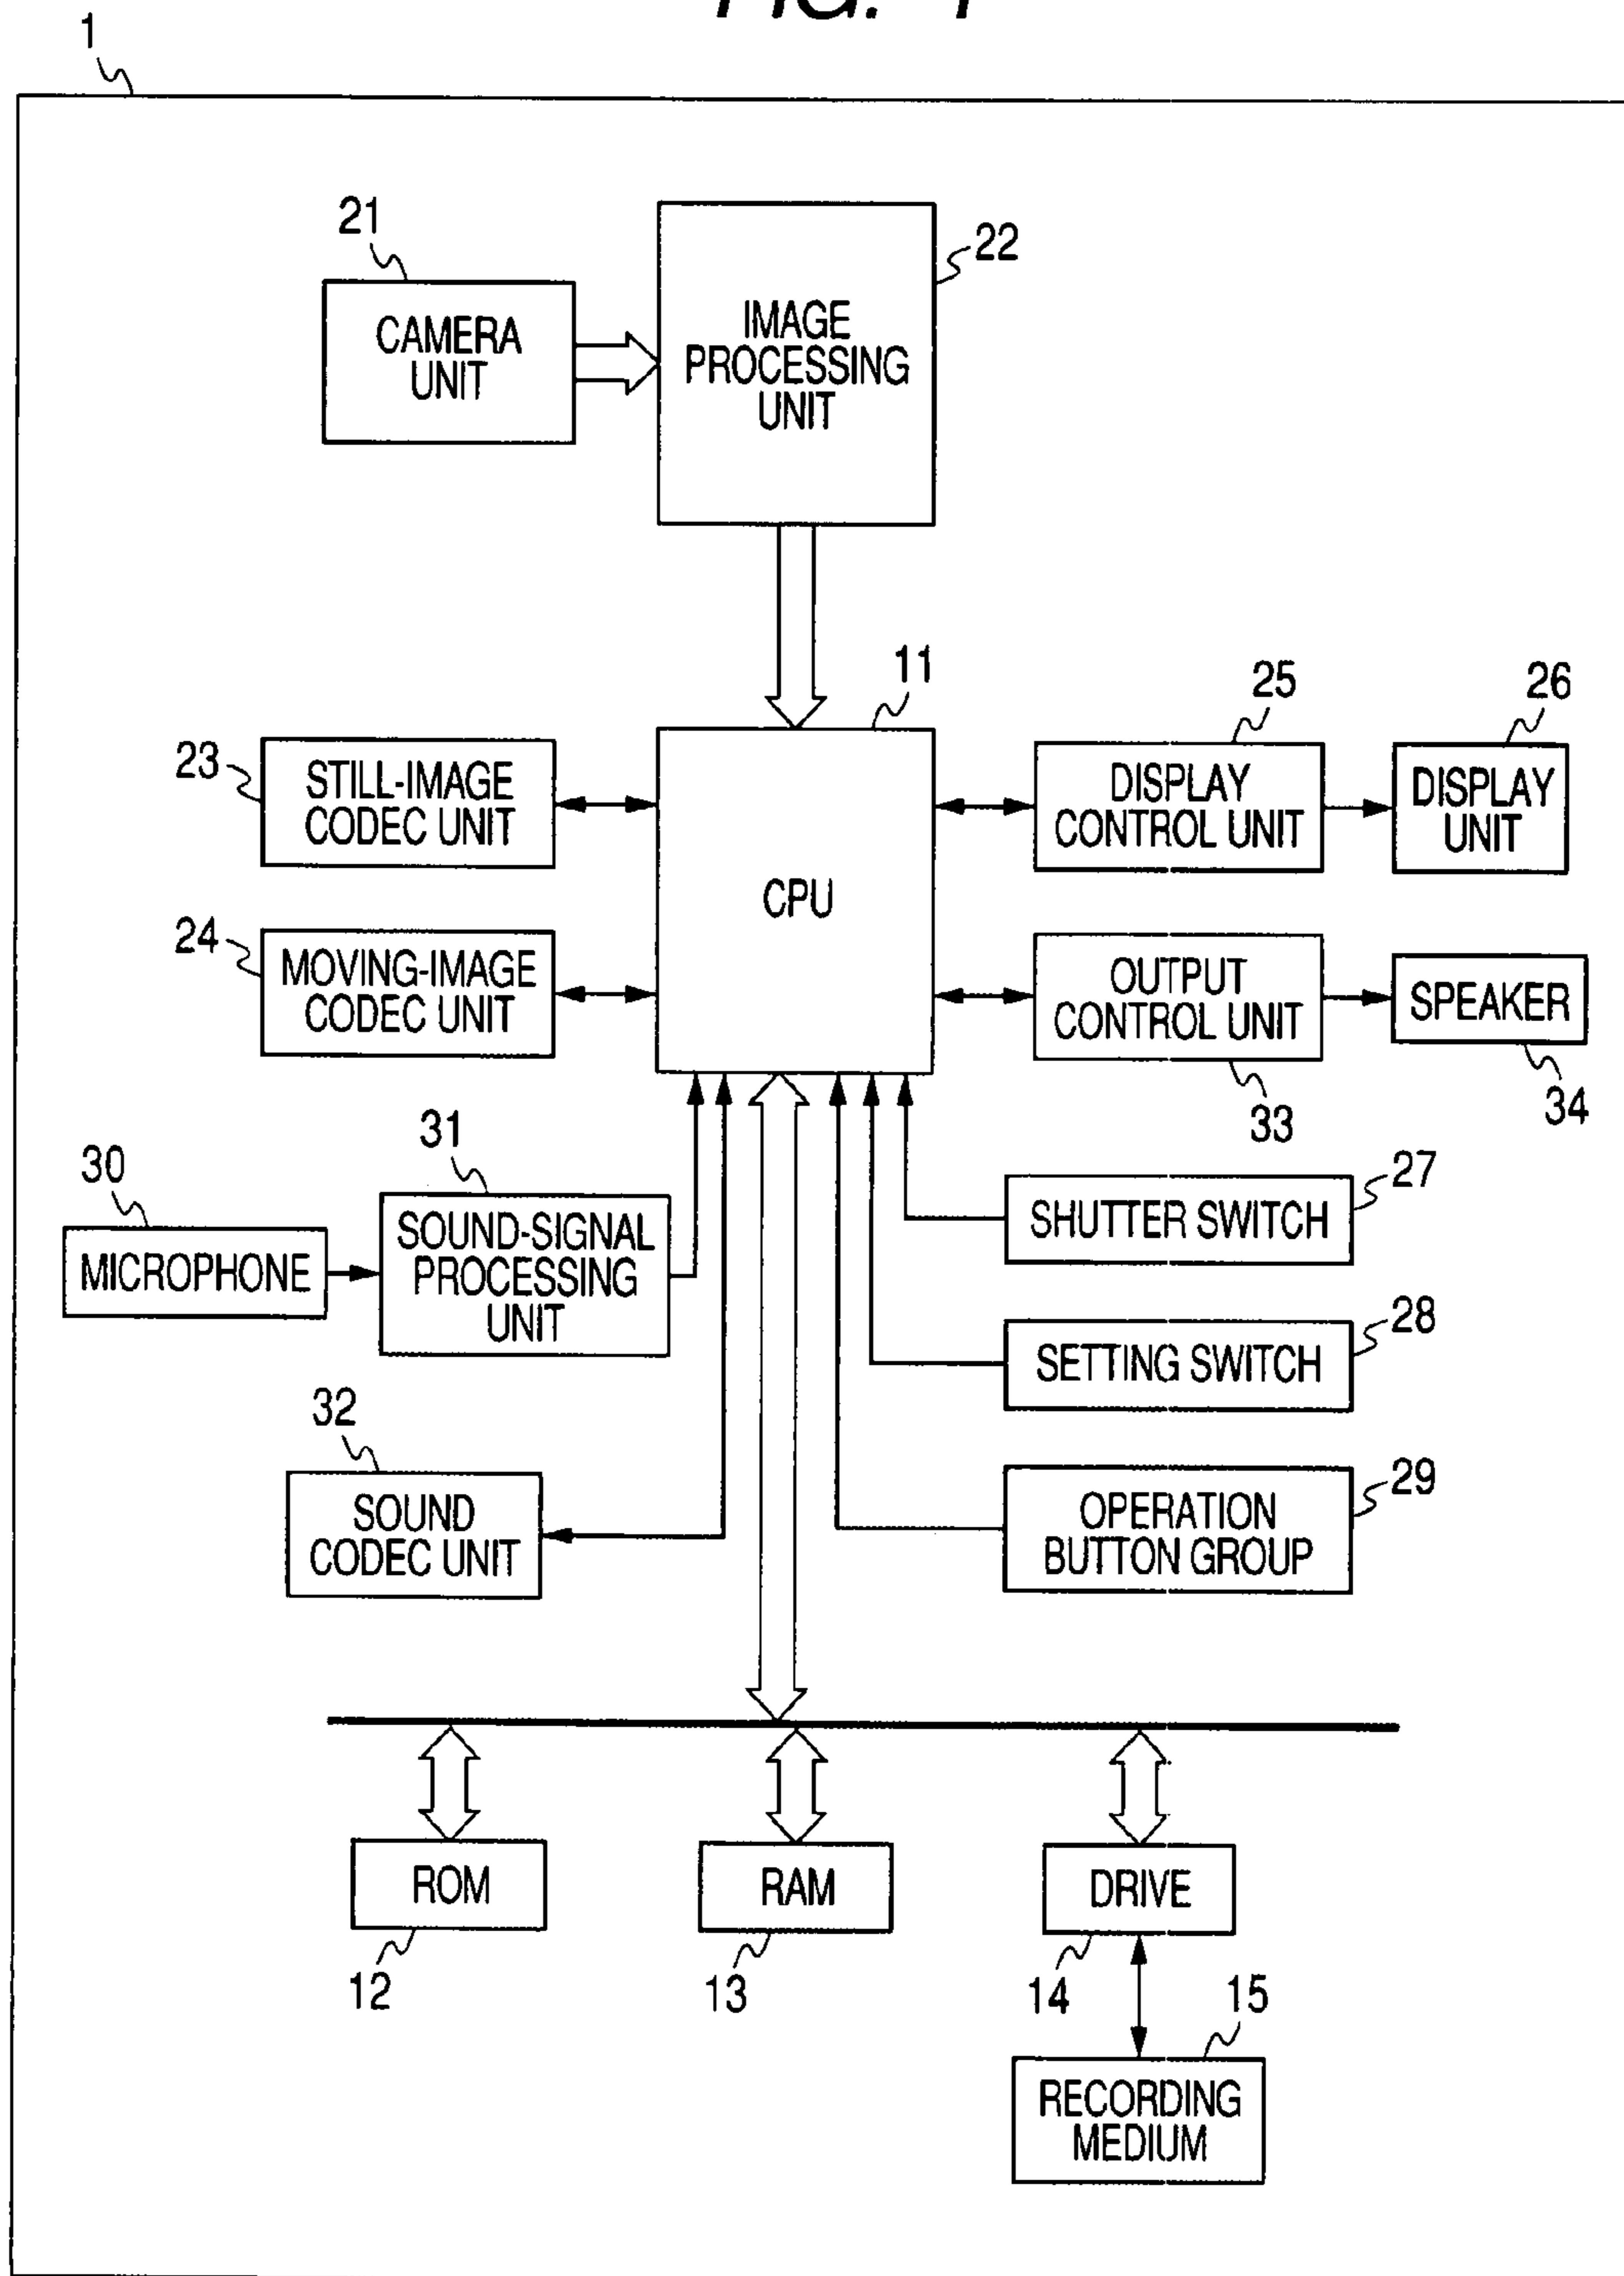 FIG. 1
1
21
22
CAMERA
UNIT
IMAGE
PROCESSING
UNIT
11
25
26
23
STILL-IMAGE
CODEC UNIT
DISPLAY
CONTROL UNIT
DISPLAY
UNIT
CPU
24
MOVING-IMAGE
CODEC UNIT
OUTPUT
CONTROL UNIT
SPEAKER
33
34
31
30
MICROPHONE
SOUND-SIGNAL
PROCESSING
UNIT
27
SHUTTER SWITCH
28
SETTING SWITCH
32
SOUND
CODEC UNIT
29
OPERATION
BUTTON GROUP
ROM
RAM
DRIVE
12
13
14
15
RECORDING
MEDIUM